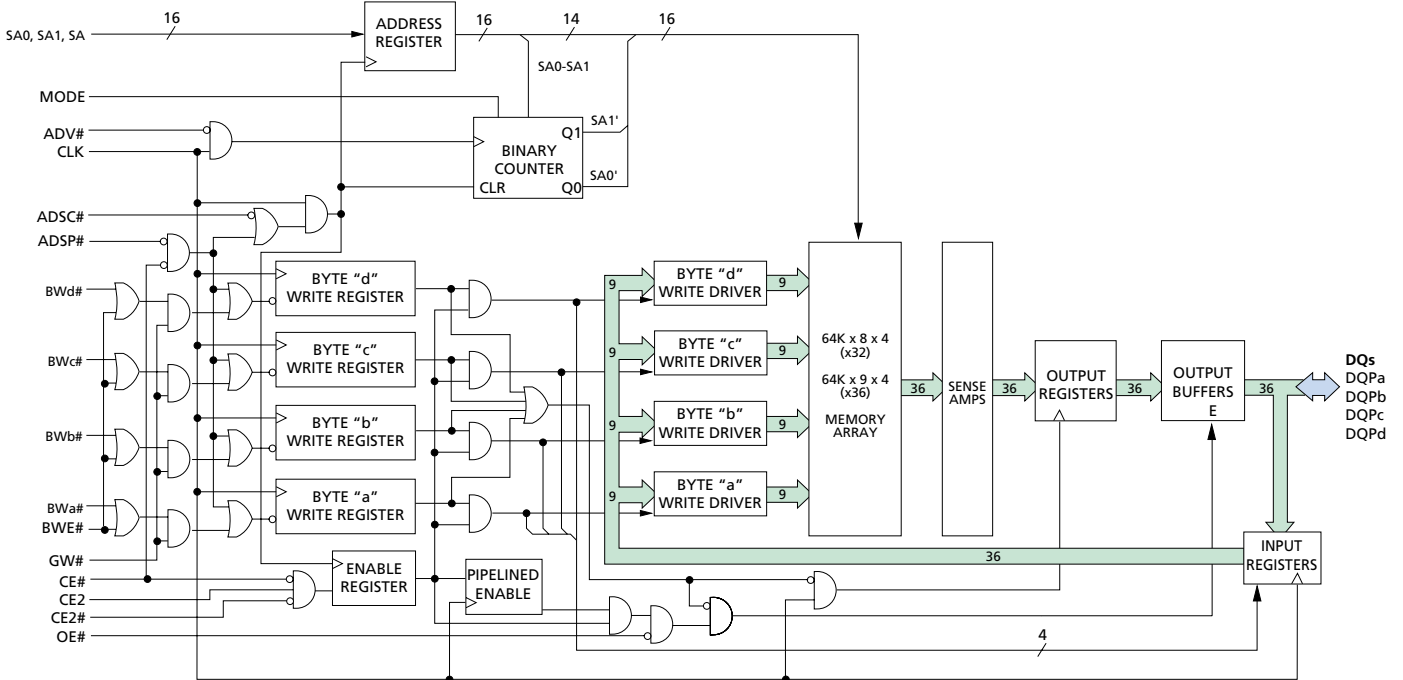 SA0, SA1, SA
16
ADDRESS
REGISTER
16
14
16
SA0-SA1
MODE
ADV#
CLK
BINARY
COUNTER
Q1
SA1'
CLR
Q0
SA0'
ADSC#
ADSP#
BWd#
BYTE “d”
WRITE REGISTER
9
BYTE “d”
WRITE DRIVER
9
BWc#
BYTE “c”
WRITE REGISTER
9
BYTE “c”
WRITE DRIVER
9
BWb#
BYTE “b”
WRITE REGISTER
9
BYTE “b”
WRITE DRIVER
9
BWa#
BWE#
BYTE “a”
WRITE REGISTER
9
BYTE “a”
WRITE DRIVER
9
64K x 8 x 4
(x32)
64K x 9 x 4
(x36)
MEMORY
ARRAY
36
SENSE
AMPS
36
OUTPUT
REGISTERS
36
OUTPUT
BUFFERS
E
36
DQs
DQPa
DQPb
DQPc
DQPd
GW#
CE#
CE2
CE2#
OE#
ENABLE
REGISTER
PIPELINED
ENABLE
36
INPUT
REGISTERS
4